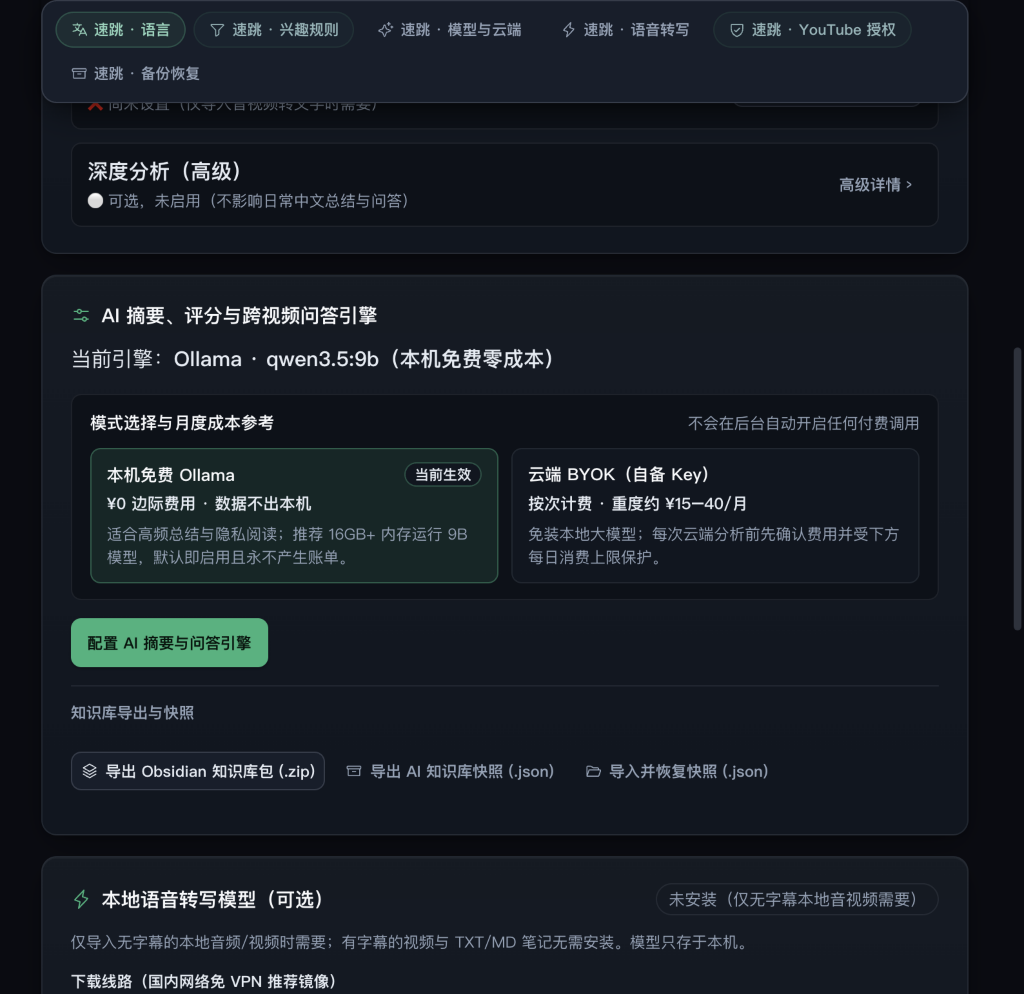 速跳 · 语言
速跳 · 兴趣规则
速跳 · 模型与云端
速跳 · 语音转写
速跳 · YouTube 授权
速跳 · 备份恢复
尚未设置（仅导入音视频转文字时需要）
深度分析（高级）
可选，未启用（不影响日常中文总结与问答）
高级详情 ›
AI 摘要、评分与跨视频问答引擎
当前引擎：Ollama · qwen3.5:9b（本机免费零成本）
模式选择与月度成本参考
不会在后台自动开启任何付费调用
本机免费 Ollama
当前生效
¥0 边际费用 · 数据不出本机
适合高频总结与隐私阅读；推荐 16GB+ 内存运行 9B
模型，默认即启用且永不产生账单。
云端 BYOK（自备 Key）
按次计费 · 重度约 ¥15—40/月
免装本地大模型；每次云端分析前先确认费用并受下方
每日消费上限保护。
配置 AI 摘要与问答引擎
知识库导出与快照
导出 Obsidian 知识库包 (.zip)
导出 AI 知识库快照 (.json)
导入并恢复快照 (.json)
本地语音转写模型（可选）
未安装（仅无字幕本地音视频需要）
仅导入无字幕的本地音频/视频时需要；有字幕的视频与 TXT/MD 笔记无需安装。模型只存于本机。
下载线路（国内网络免 VPN 推荐镜像）